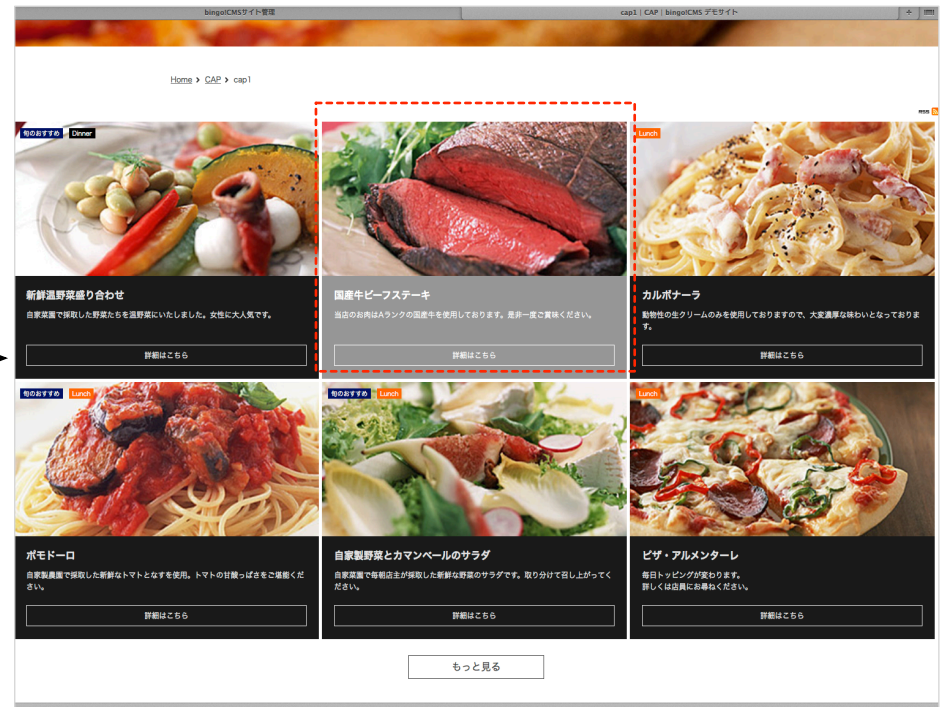 bingo!CMSサイト管理
cap1 | CAP | bingo!CMS デモサイト
Home > CAP > cap1
RSS
旬のおすすめ Dinner
Lunch
新鮮温野菜盛り合わせ
自家菜園で採取した野菜たちを温野菜にいたしました。女性に大人気です。
詳細はこちら
国産牛ビーフステーキ
当店のお肉はAランクの国産牛を使用しております。是非一度ご賞味ください。
詳細はこちら
カルボナーラ
動物性の生クリームのみを使用しておりますので、大変濃厚な味わいとなっておりま
す。
詳細はこちら
旬のおすすめ Lunch
旬のおすすめ Lunch
Lunch
ポモドーロ
自家製農園で採取した新鮮なトマトとなすを使用。トマトの甘酸っぱさをご堪能くだ
さい。
詳細はこちら
自家製野菜とカマンベールのサラダ
自家菜園で毎朝店主が採取した新鮮な野菜のサラダです。取り分けて召し上がってく
ださい。
詳細はこちら
ピザ・アルメンターレ
毎日トッピングが変わります。
詳しくは店員にお尋ねください。
詳細はこちら
もっと見る